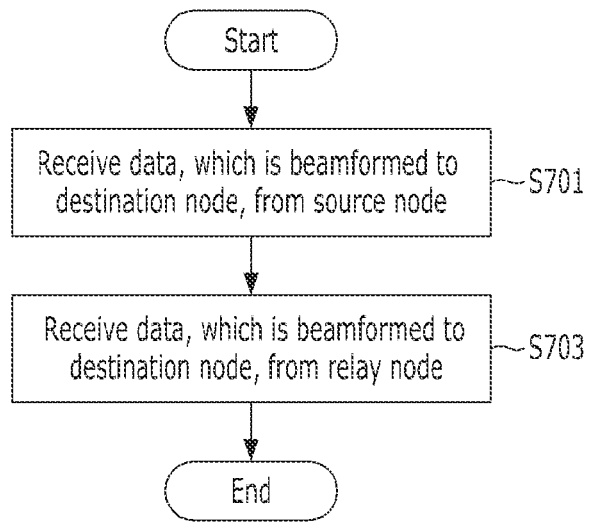 Start
Receive data, which is beamformed to
destination node, from source node
S701
Receive data, which is beamformed to
destination node, from relay node
S703
End